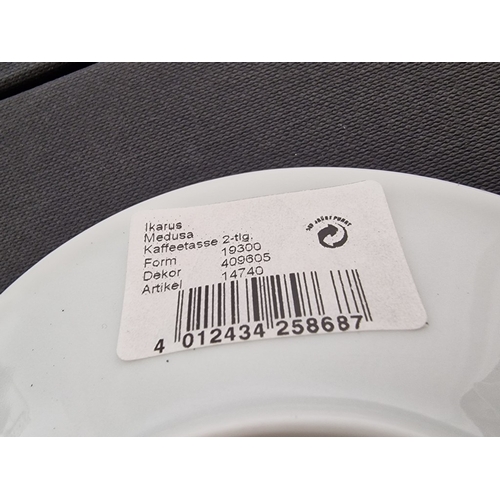 Ikarus
Medusa
Kaffeetasse 2-tlg.
Form 19300
Dekor 409605
Artikel 14740
4 012434 258687